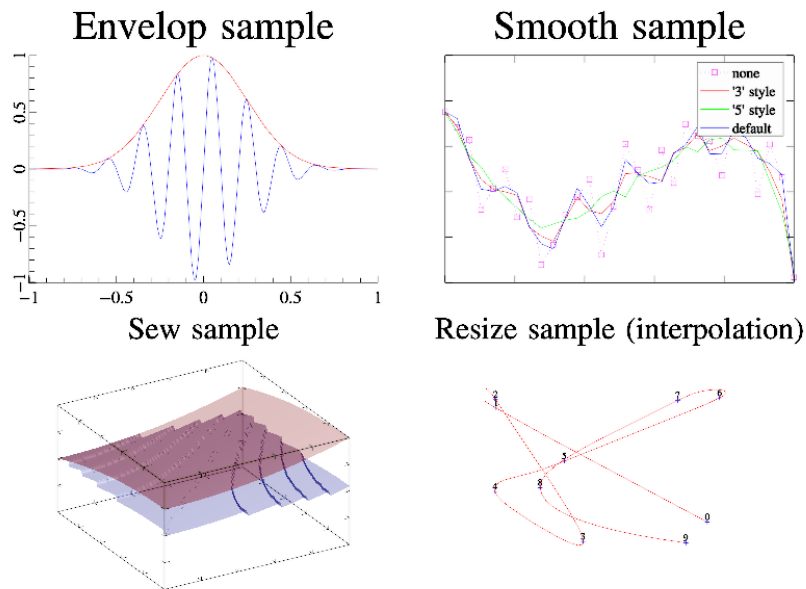 Envelop sample
Smooth sample
1
0.5
0
−0.5
−1
−1
−0.5
0
0.5
1
none
'3' style
'5' style
default
Sew sample
Resize sample (interpolation)
2
1
7
6
5
4
8
0
3
9